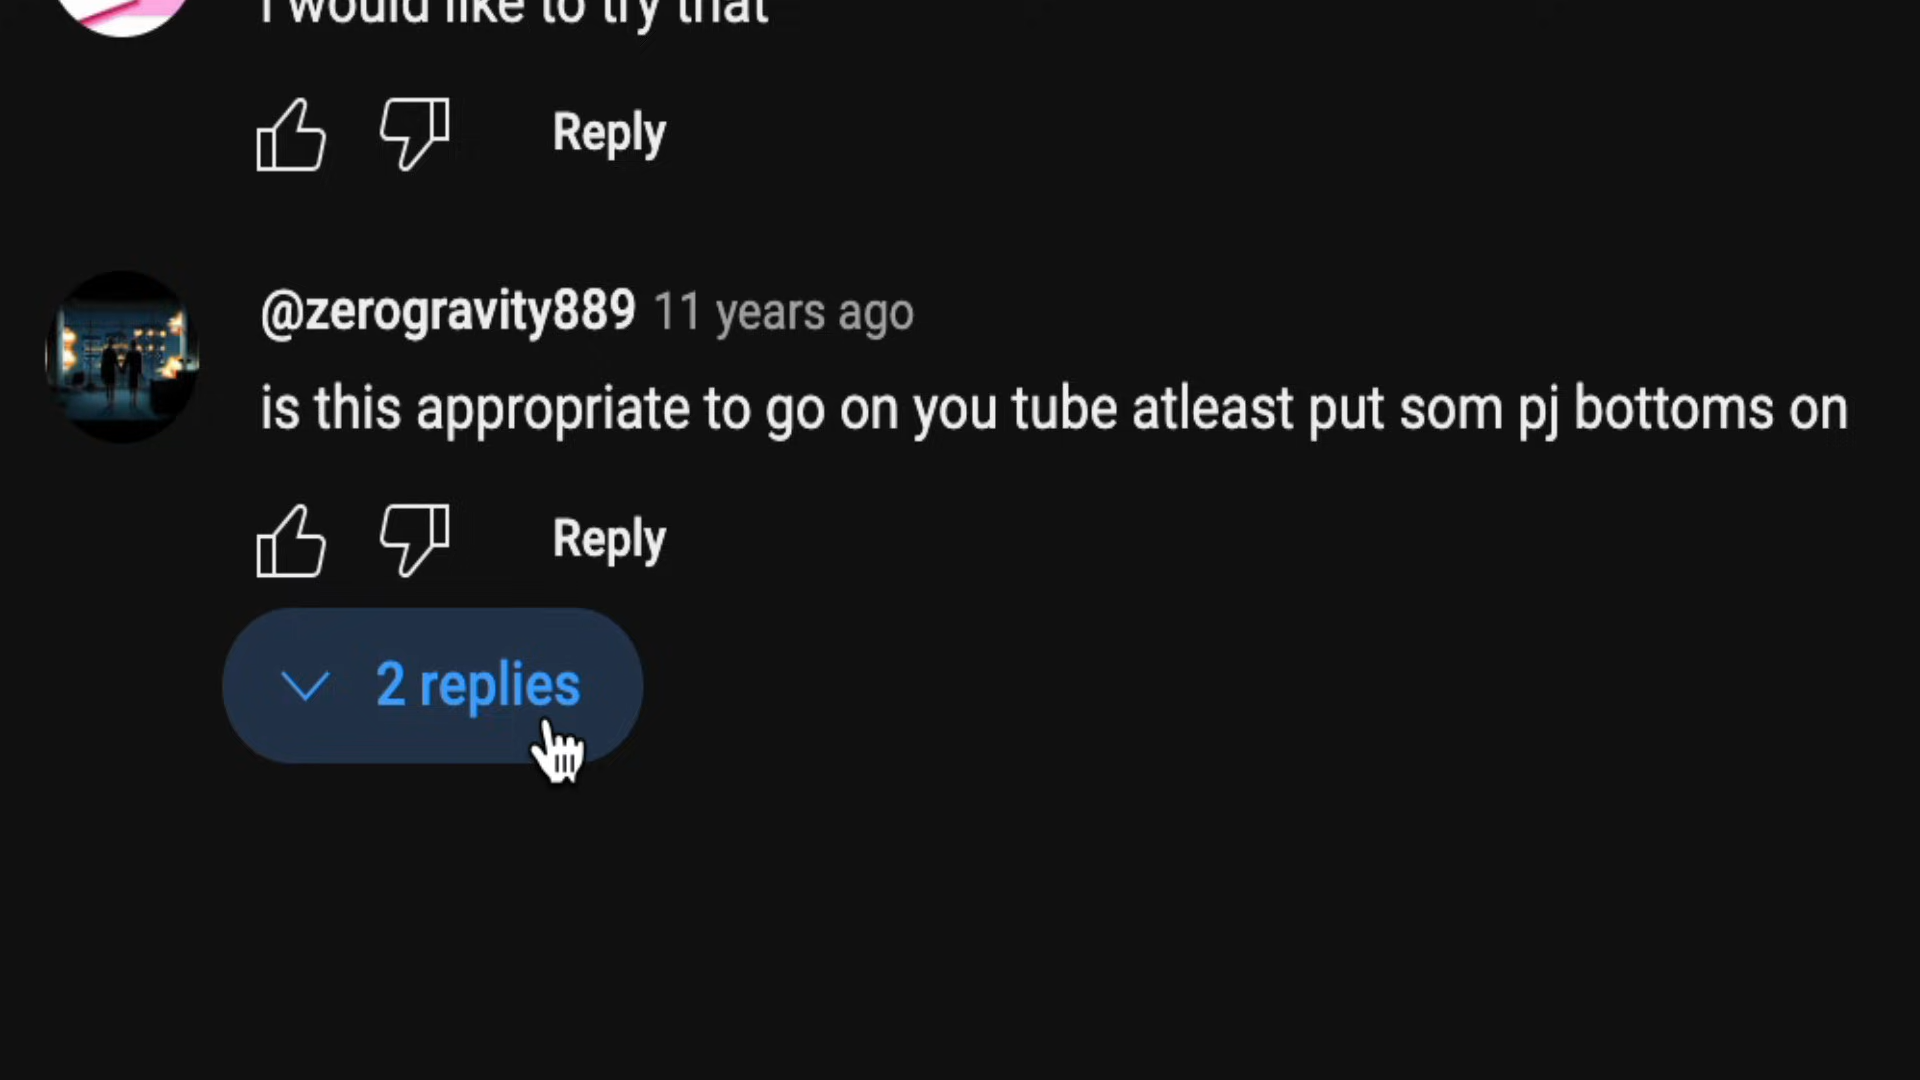 I would like to try that
Reply
@zerogravity889 11 years ago
is this appropriate to go on you tube atleast put som pj bottoms on
Reply
2 replies